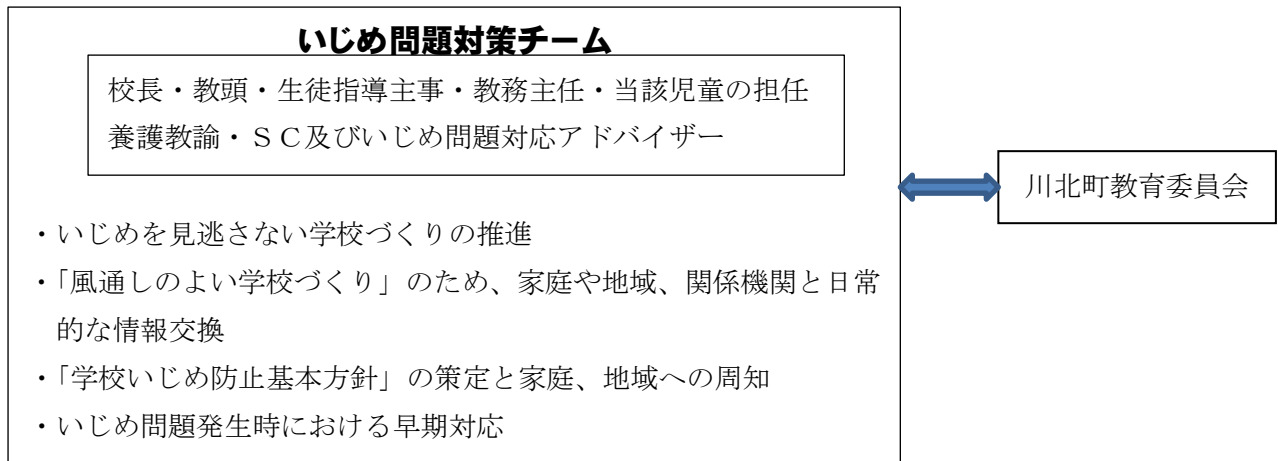 いじめ問題対策チーム
校長・教頭・生徒指導主事・教務主任・当該児童の担任
養護教諭・ＳＣ及びいじめ問題対応アドバイザー
川北町教育委員会
・いじめを見逃さない学校づくりの推進
・「風通しのよい学校づくり」のため、家庭や地域、関係機関と日常
的な情報交換
・「学校いじめ防止基本方針」の策定と家庭、地域への周知
・いじめ問題発生時における早期対応